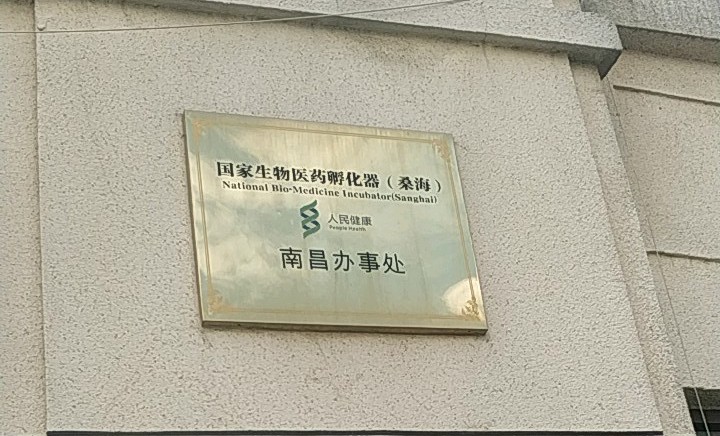 国家生物医药孵化器（桑海）
National Bio-Medicine Incubator(Sanghai)
人民健康
People Health
南昌办事处